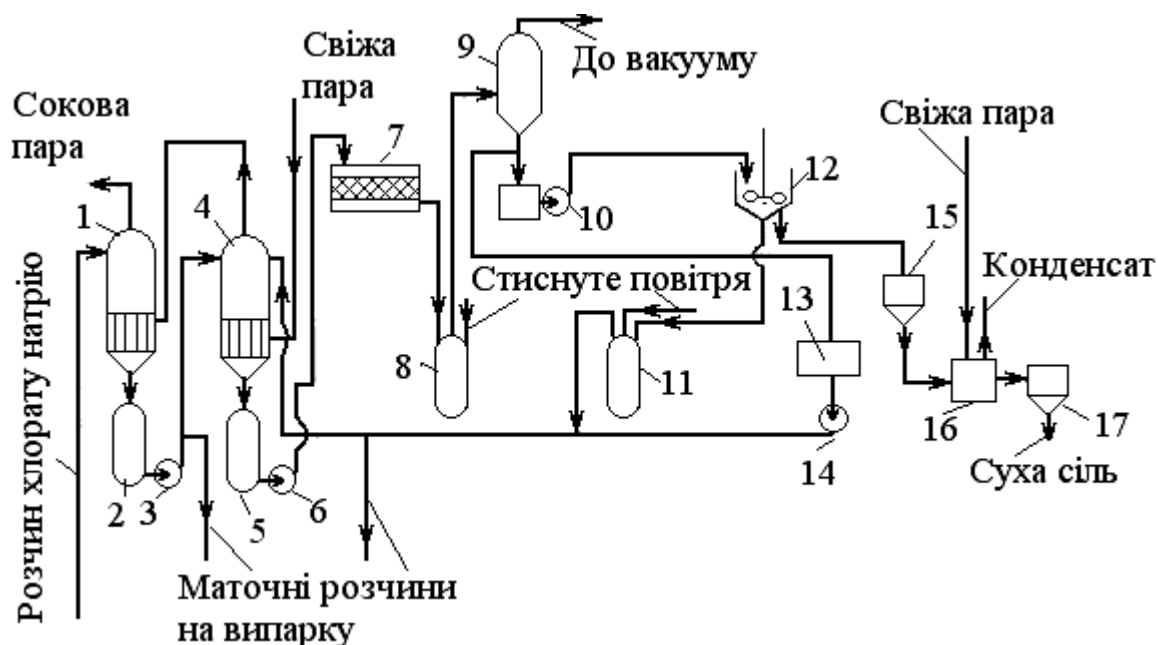 Свіжа
пара
9
До вакууму
Сокова
пара
7
Свіжа пара
1
4
10
12
15
Стиснуте повітря
Конденсат
13
8
11
16
17
2
3
5
6
14
Суха сіль
Розчин хлорату натрію
Маточні розчини
на випарку